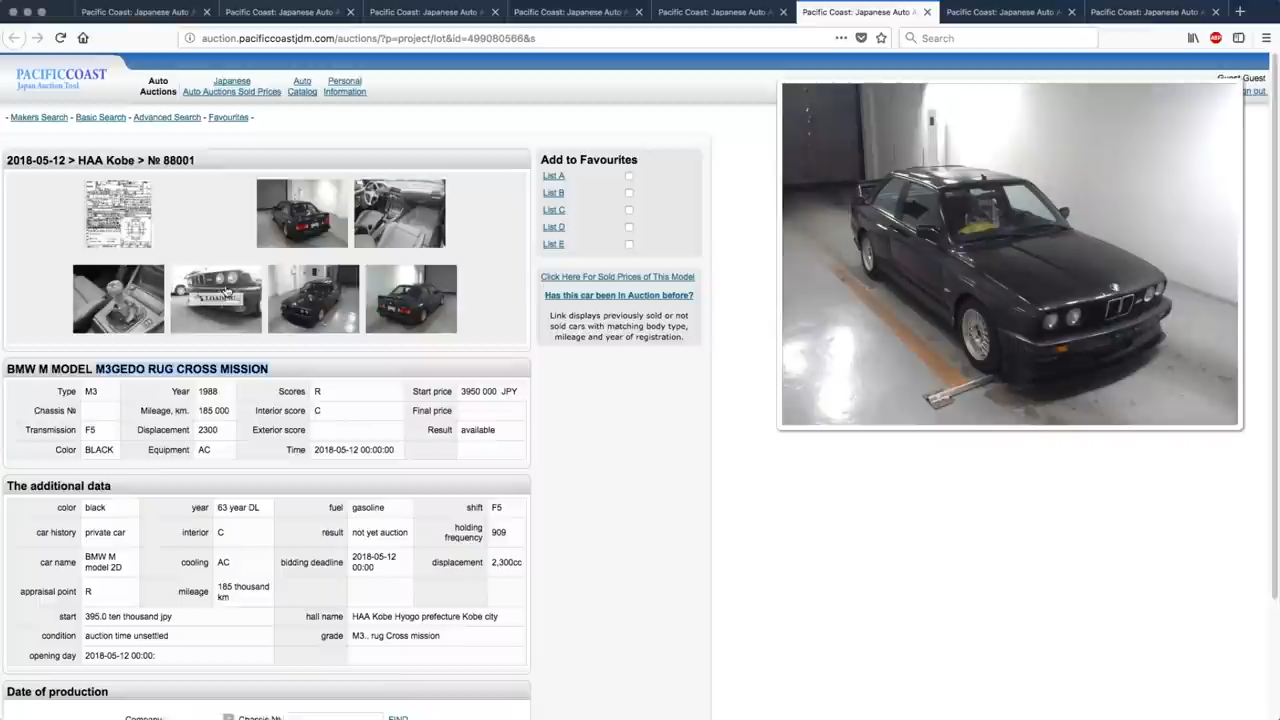 Pacific Coast: Japanese Auto A × Pacific Coast: Japanese Auto A × Pacific Coast: Japanese Auto A × Pacific Coast: Japanese Auto A × Pacific Coast: Japanese Auto A × Pacific Coast: Japanese Auto A × Pacific Coast: Japanese Auto A × Pacific Coast: Japanese Auto A × +
auction.pacificcoastjdm.com/auctions/?p=project/lot&id=499080566&s
Search
ABP
PACIFICCOAST
Japan Auction Tool
Auto
Auctions
Japanese
Auto Auctions Sold Prices
Auto
Catalog
Personal
Information
Guest Guest
on out
- Makers Search - Basic Search - Advanced Search - Favourites -
2018-05-12 > HAA Kobe > № 88001
Add to Favourites
List A
List B
List C
List D
List E
Click Here For Sold Prices of This Model
Has this car been In Auction before?
Link displays previously sold or not
sold cars with matching body type,
mileage and year of registration.
BMW M MODEL M3GEDO RUG CROSS MISSION
Type M3 Year 1988 Scores R Start price 3950 000 JPY
Chassis № Mileage, km. 185 000 Interior score C Final price
Transmission F5 Displacement 2300 Exterior score Result available
Color BLACK Equipment AC Time 2018-05-12 00:00:00
The additional data
color black year 63 year DL fuel gasoline shift F5
car history private car interior C result not yet auction holding frequency 909
car name BMW M model 2D cooling AC bidding deadline 2018-05-12 00:00 displacement 2,300cc
appraisal point R mileage 185 thousand km
start 395.0 ten thousand jpy hall name HAA Kobe Hyogo prefecture Kobe city
condition auction time unsettled grade M3.. rug Cross mission
opening day 2018-05-12 00:00:
Date of production
Company: Chassis № FIND